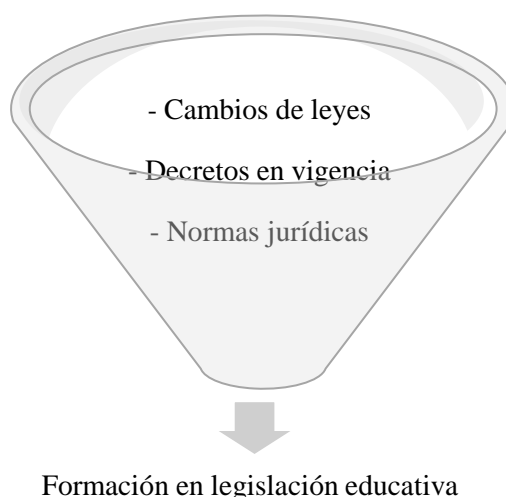 - Cambios de leyes
- Decretos en vigencia
- Normas jurídicas
Formación en legislación educativa